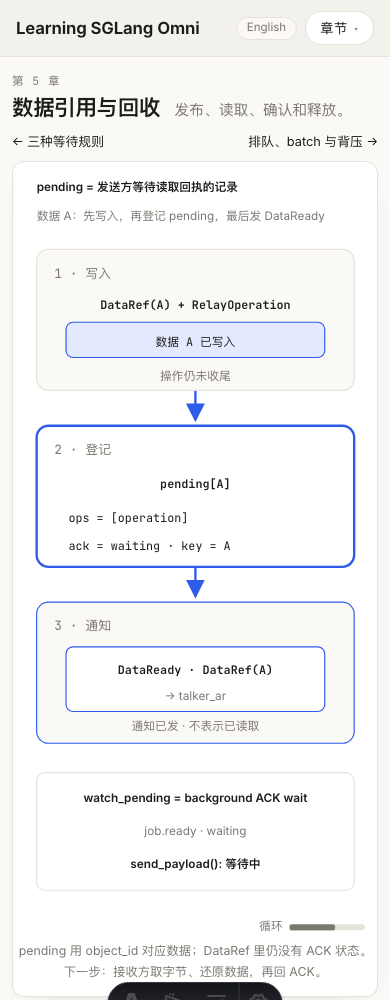 Learning SGLang Omni
English
章节
第 5 章
数据引用与回收 发布、读取、确认和释放。
← 三种等待规则
排队、batch 与背压 →
pending = 发送方等待读取回执的记录
数据 A：先写入，再登记 pending，最后发 DataReady
1 · 写入
DataRef(A) + RelayOperation
数据 A 已写入
操作仍未收尾
2 · 登记
pending[A]
ops = [operation]
ack = waiting · key = A
3 · 通知
DataReady · DataRef(A)
→ talker_ar
通知已发 · 不表示已读取
watch_pending = background ACK wait
job.ready · waiting
send_payload(): 等待中
循环
pending 用 object_id 对应数据；DataRef 里仍没有 ACK 状态。
下一步：接收方取字节、还原数据，再回 ACK。